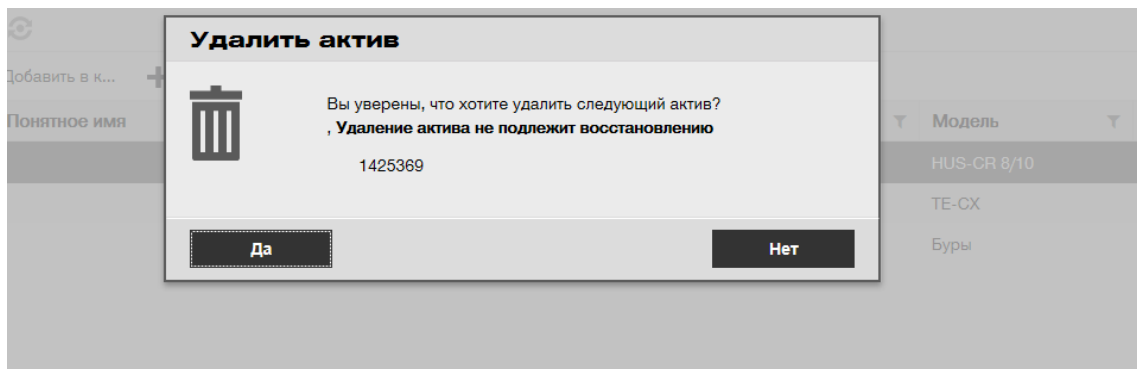 Удалить актив
Добавить в к...
Вы уверены, что хотите удалить следующий актив?
, Удаление актива не подлежит восстановлению
Понятное имя
Модель
1425369
HUS-CR 8/10
TE-CX
Да
Нет
Буры